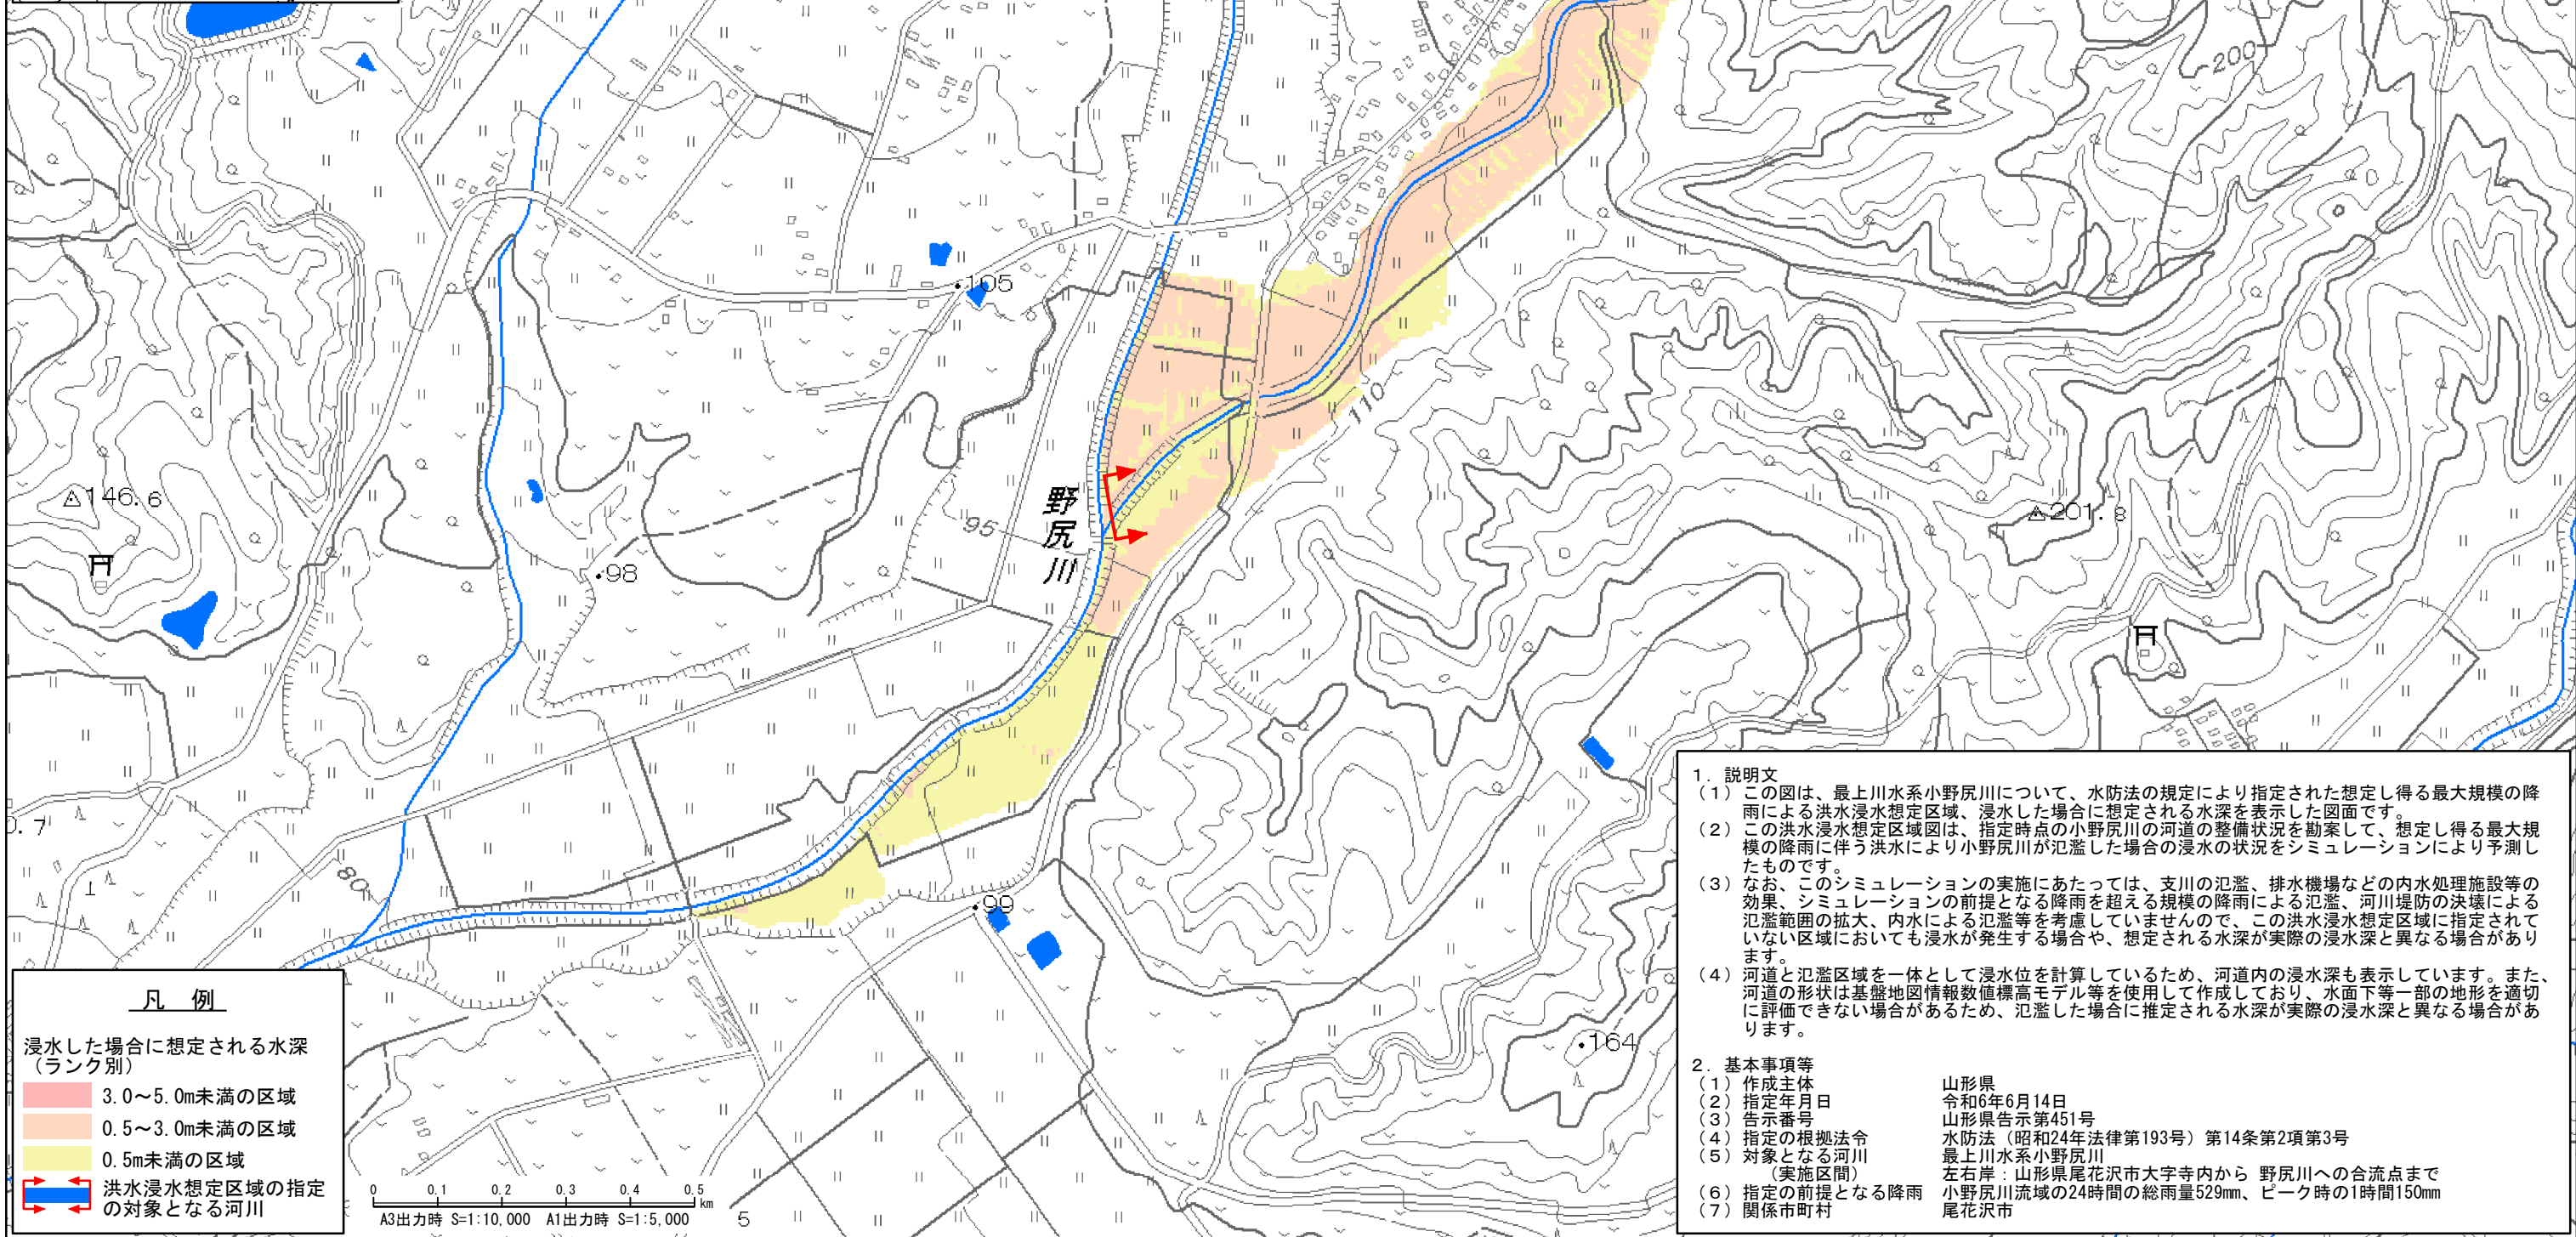 200
105
110
146.6
95
野尻川
98
201.8
0.7
80
99
164
5
凡 例
浸水した場合に想定される水深
(ランク別)
3.0～5.0m未満の区域
0.5～3.0m未満の区域
0.5m未満の区域
洪水浸水想定区域の指定
の対象となる河川
0 0.1 0.2 0.3 0.4 0.5
km
A3出力時 S=1:10,000 A1出力時 S=1:5,000
1. 説明文
(1) この図は、最上川水系小野尻川について、水防法の規定により指定された想定し得る最大規模の降
雨による洪水浸水想定区域、浸水した場合に想定される水深を表示した図面です。
(2) この洪水浸水想定区域図は、指定時点の小野尻川の河道の整備状況を勘案して、想定し得る最大規
模の降雨に伴う洪水により小野尻川が氾濫した場合の浸水の状況をシミュレーションにより予測し
たものです。
(3) なお、このシミュレーションの実施にあたっては、支川の氾濫、排水機場などの内水処理施設等の
効果、シミュレーションの前提となる降雨を超える規模の降雨による氾濫、河川堤防の決壊による
氾濫範囲の拡大、内水による氾濫等を考慮していませんので、この洪水浸水想定区域に指定されて
いない区域においても浸水が発生する場合や、想定される水深が実際の浸水深と異なる場合があり
ます。
(4) 河道と氾濫区域を一体として浸水位を計算しているため、河道内の浸水深も表示しています。また、
河道の形状は基盤地図情報数値標高モデル等を使用して作成しており、水面下等一部の地形を適切
に評価できない場合があるため、氾濫した場合に推定される水深が実際の浸水深と異なる場合があ
ります。
2. 基本事項等
(1) 作成主体 山形県
(2) 指定年月日 令和6年6月14日
(3) 告示番号 山形県告示第451号
(4) 指定の根拠法令 水防法(昭和24年法律第193号)第14条第2項第3号
(5) 対象となる河川 最上川水系小野尻川
(実施区間) 左右岸:山形県尾花沢市大字寺内から 野尻川への合流点まで
(6) 指定の前提となる降雨 小野尻川流域の24時間の総雨量529mm、ピーク時の1時間150mm
(7) 関係市町村 尾花沢市